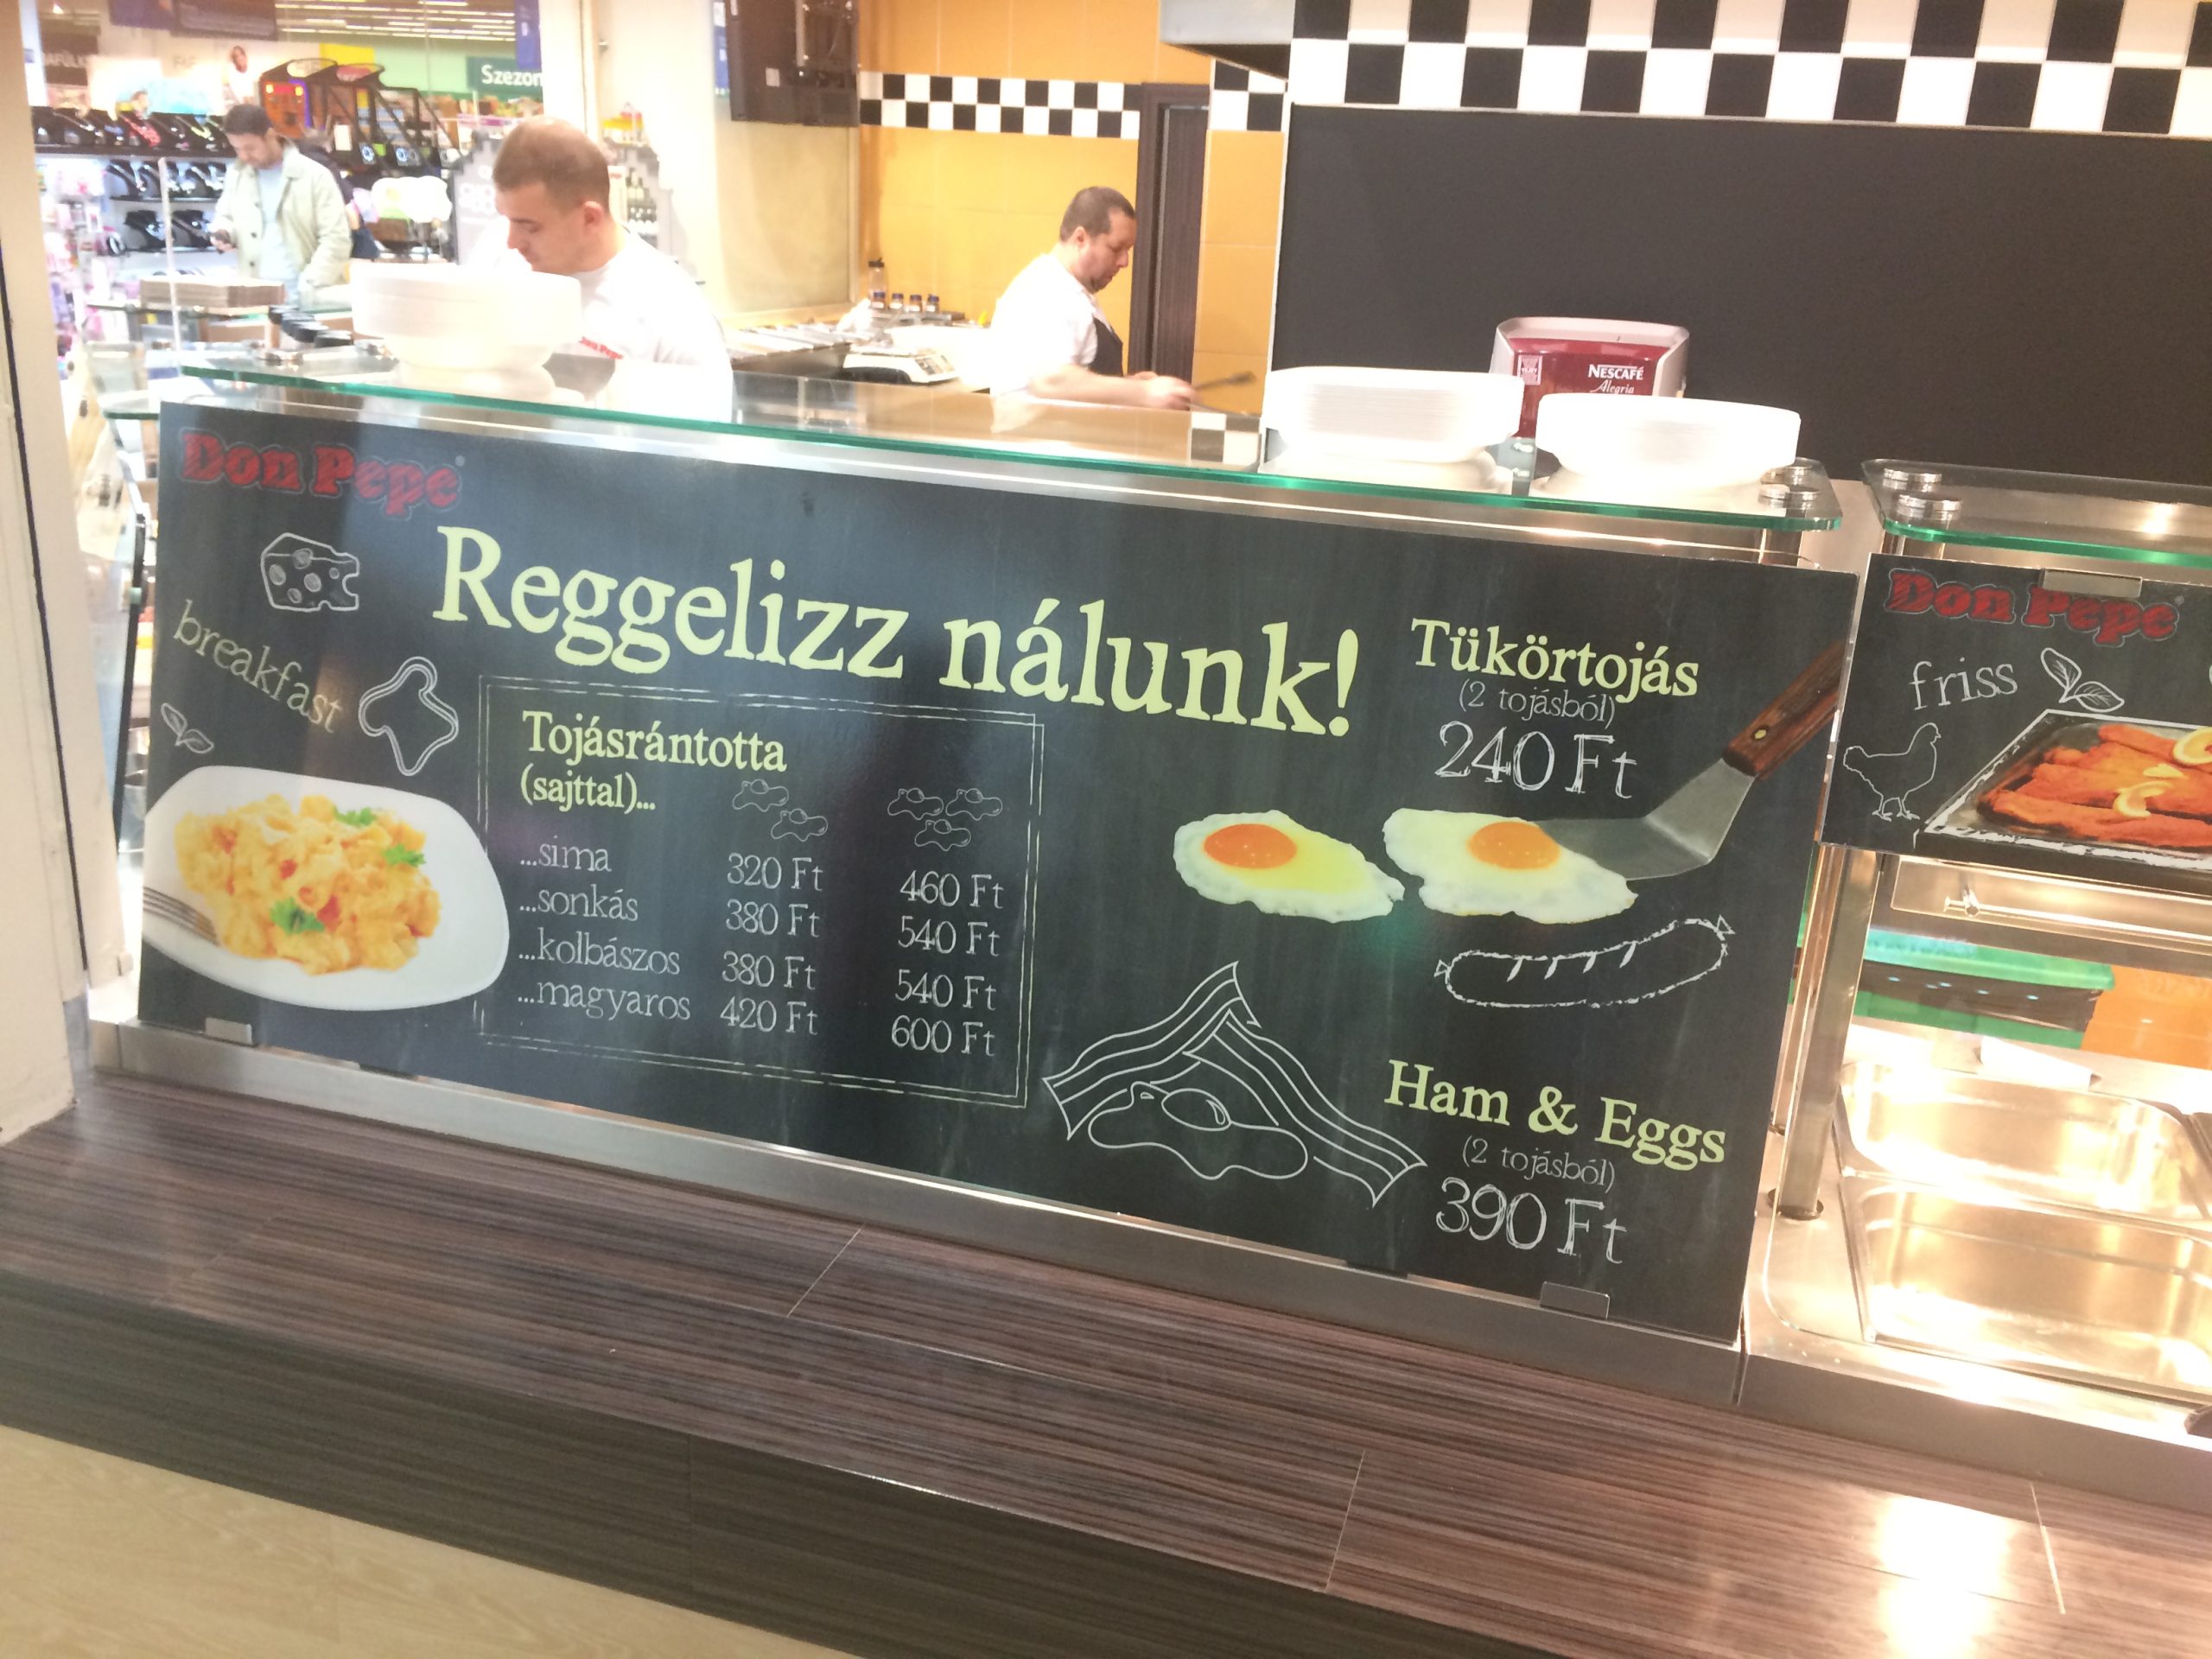 Szezon
NESCAFÉ
Alegria
Don Pepe
Don Pepe
breakfast
Reggelizz nálunk!
Tojásrántotta
(sajttal)...
...sima 320 Ft 460 Ft
...sonkás 380 Ft 540 Ft
...kolbászos 380 Ft 540 Ft
...magyaros 420 Ft 600 Ft
Tükörtojás
(2 tojásból)
240 Ft
Ham & Eggs
(2 tojásból)
390 Ft
Don Pepe
friss